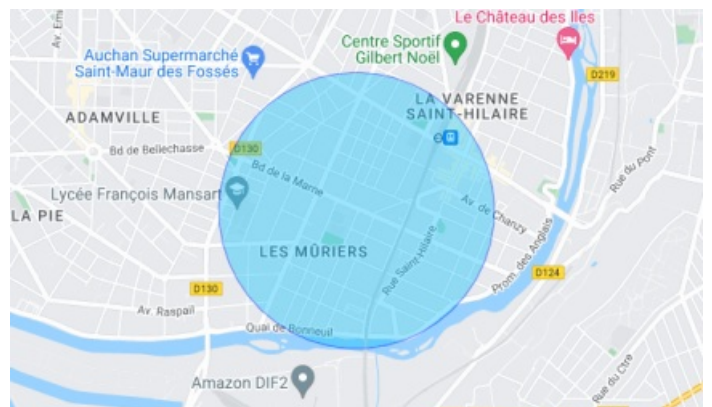 Le Château des Iles
Av. Em
Auchan Supermarché
Saint-Maur des Fossés
Centre Sportif
Gilbert Noël
D219
LA VARENNE
SAINT-HILAIRE
ADAMVILLE
Bd de Bellechasse
D130
Bd de la Marne
Rue du Pont
Lycée François Mansart
LA PIE
Av. de Chanzy
LES MÛRIERS
Rue Saint-Hilaire
Prom. des Anglais
D124
D130
Av. Raspail
Quai de Bonneuil
Amazon DIF2
Rue du Ctre